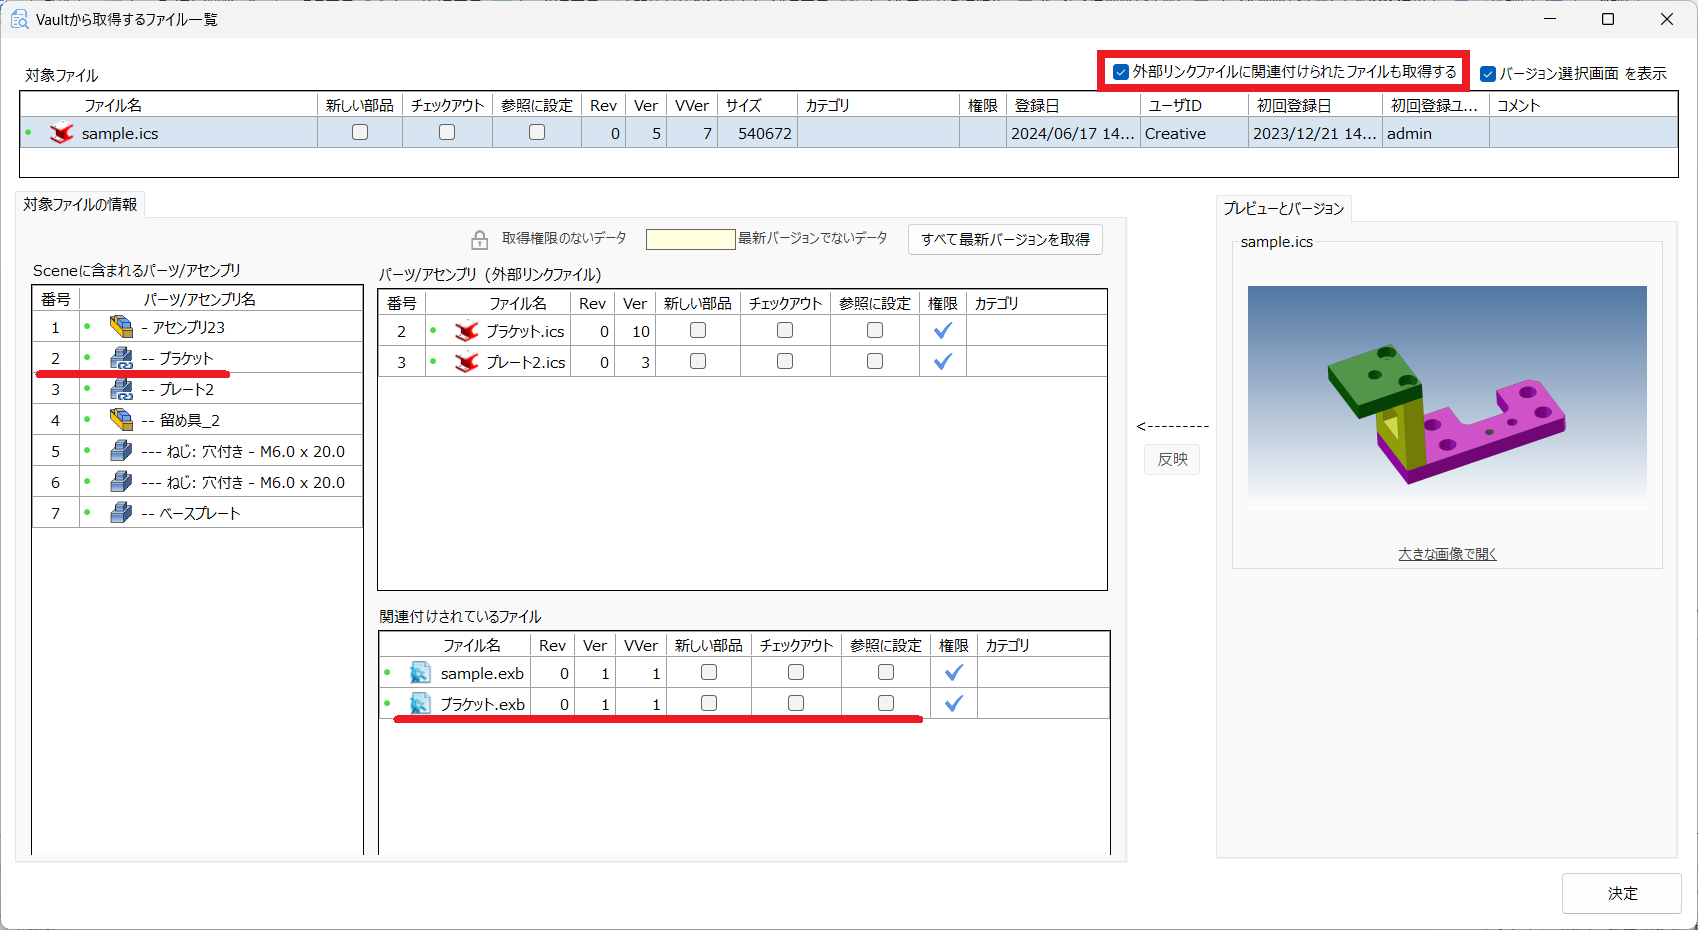 Vaultから取得するファイル一覧
対象ファイル
外部リンクファイルに関連付けられたファイルも取得する
バージョン選択画面 を表示
ファイル名 新しい部品 チェックアウト 参照に設定 Rev Ver VVer サイズ カテゴリ 権限 登録日 ユーザID 初回登録日 初回登録ユ... コメント
sample.ics 0 5 7 540672 2024/06/17 14... Creative 2023/12/21 14... admin
対象ファイルの情報
取得権限のないデータ 最新バージョンでないデータ すべて最新バージョンを取得
Sceneに含まれるパーツ/アセンブリ
番号 パーツ/アセンブリ名
1 - アセンブリ23
2 -- ブラケット
3 -- プレート2
4 -- 留め具_2
5 --- ねじ: 穴付き - M6.0 x 20.0
6 --- ねじ: 穴付き - M6.0 x 20.0
7 -- ベースプレート
パーツ/アセンブリ（外部リンクファイル）
番号 ファイル名 Rev Ver 新しい部品 チェックアウト 参照に設定 権限 カテゴリ
2 ブラケット.ics 0 10
3 プレート2.ics 0 3
関連付けされているファイル
ファイル名 Rev Ver VVer 新しい部品 チェックアウト 参照に設定 権限 カテゴリ
sample.exb 0 1 1
ブラケット.exb 0 1 1
<---------
反映
プレビューとバージョン
sample.ics
大きな画像で開く
決定